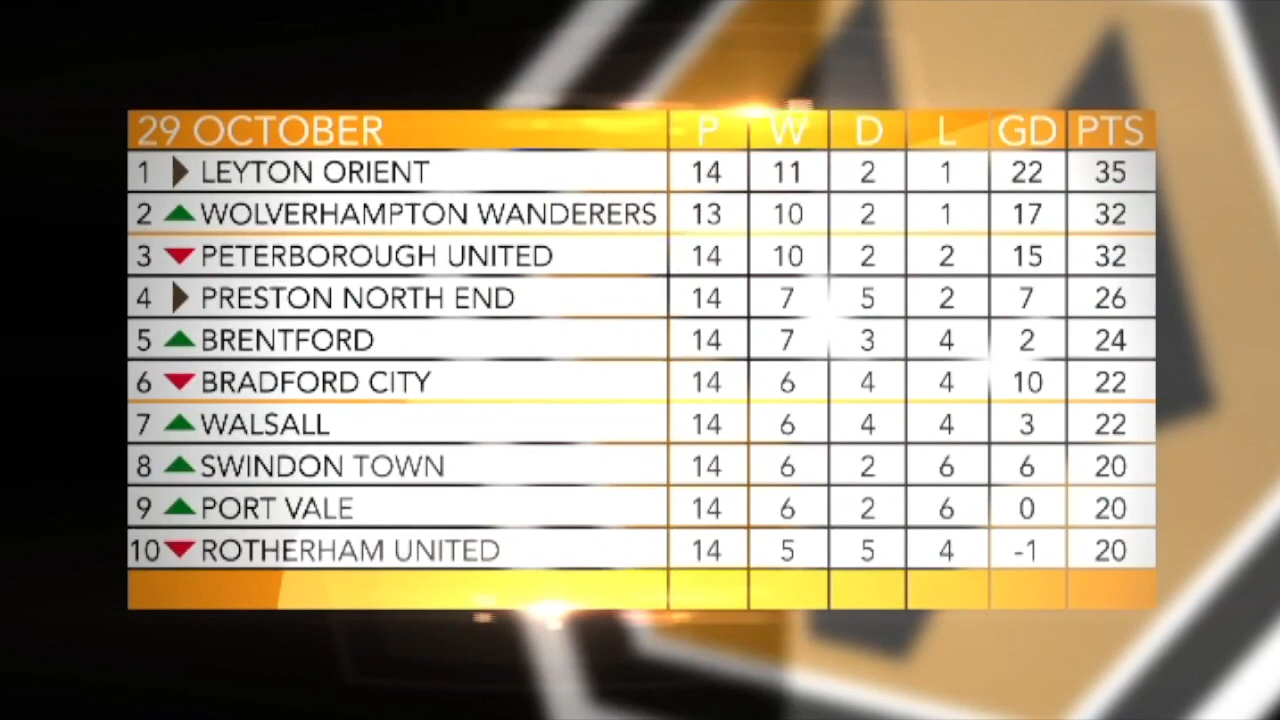 29 OCTOBER P W D L GD PTS
1 LEYTON ORIENT 14 11 2 1 22 35
2 WOLVERHAMPTON WANDERERS 13 10 2 1 17 32
3 PETERBOROUGH UNITED 14 10 2 2 15 32
4 PRESTON NORTH END 14 7 5 2 7 26
5 BRENTFORD 14 7 3 4 2 24
6 BRADFORD CITY 14 6 4 4 10 22
7 WALSALL 14 6 4 4 3 22
8 SWINDON TOWN 14 6 2 6 6 20
9 PORT VALE 14 6 2 6 0 20
10 ROTHERHAM UNITED 14 5 5 4 -1 20